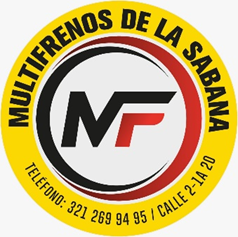 MULTIFRENOS DE LA SABANA
MF
TELÉFONO: 321 269 94 95 / CALLE 2-1A 20